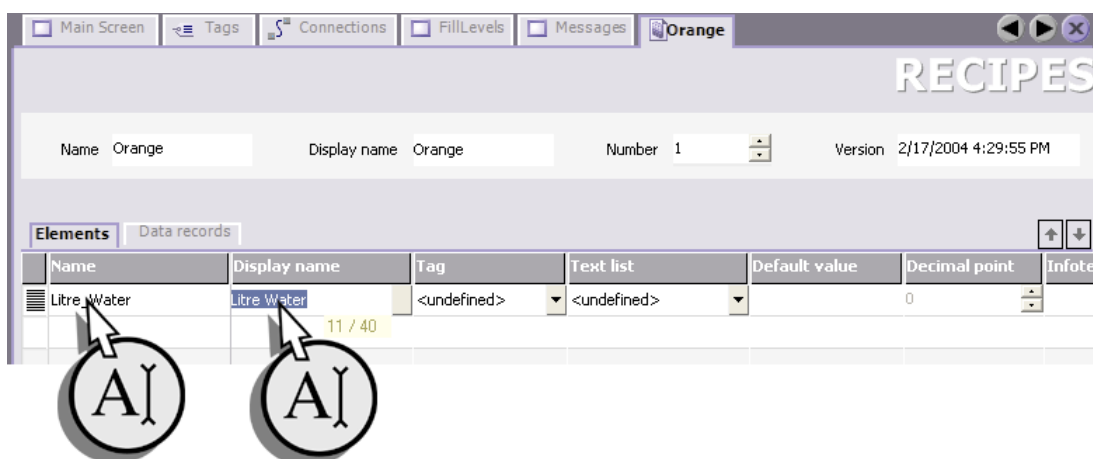 Main Screen Tags Connections FillLevels Messages Orange
RECIPES
Name Orange Display name Orange Number 1 Version 2/17/2004 4:29:55 PM
Elements Data records
Name Display name Tag Text list Default value Decimal point Infote
Litre_Water Litre Water <undefined> <undefined> 0
11 / 40
A A